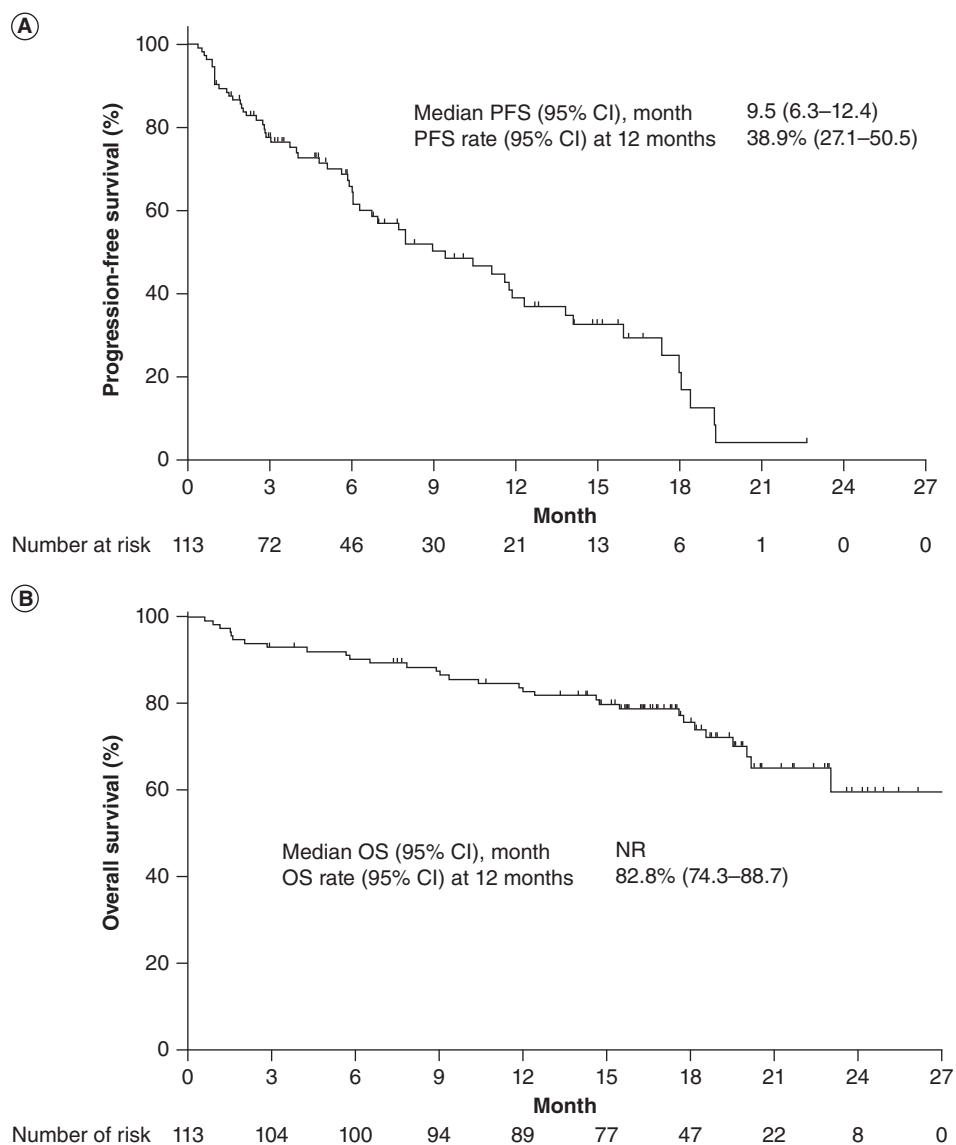 A
100
80
60
40
20
0
Progression-free survival (%)
Median PFS (95% CI), month 9.5 (6.3–12.4)
PFS rate (95% CI) at 12 months 38.9% (27.1–50.5)
0 3 6 9 12 15 18 21 24 27
Month
Number at risk 113 72 46 30 21 13 6 1 0 0
B
100
80
60
40
20
0
Overall survival (%)
Median OS (95% CI), month NR
OS rate (95% CI) at 12 months 82.8% (74.3–88.7)
0 3 6 9 12 15 18 21 24 27
Month
Number of risk 113 104 100 94 89 77 47 22 8 0